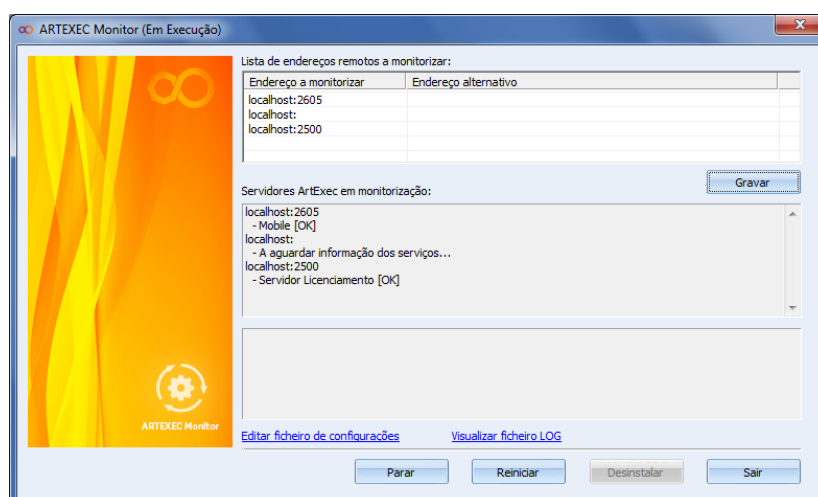 ARTEXEC Monitor (Em Execução)
Lista de endereços remotos a monitorizar:
Endereço a monitorizar Endereço alternativo
localhost:2605
localhost:
localhost:2500
Gravar
Servidores ArtExec em monitorização:
localhost:2605
- Mobile [OK]
localhost:
- A aguardar informação dos serviços...
localhost:2500
- Servidor Licenciamento [OK]
ARTEXEC Monitor
Editar ficheiro de configurações Visualizar ficheiro LOG
Parar Reiniciar Desinstalar Sair